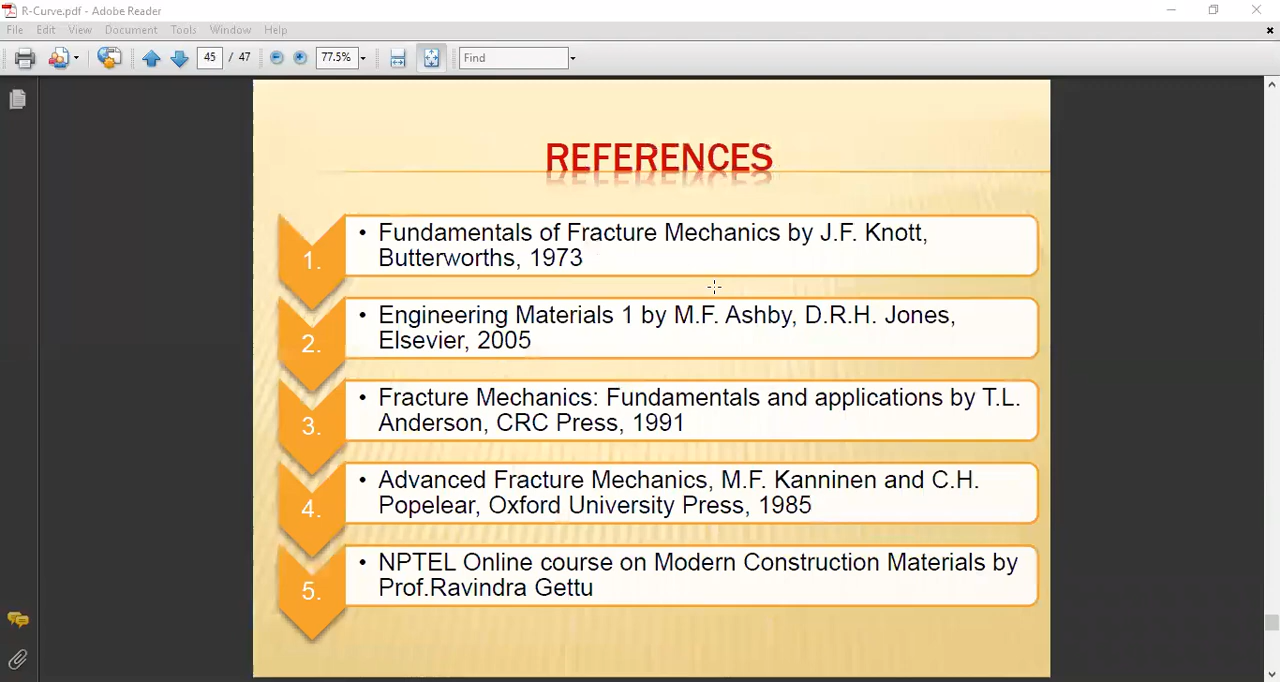 R-Curve.pdf - Adobe Reader
File Edit View Document Tools Window Help
45 / 47 77.5% Find
REFERENCES
1.
• Fundamentals of Fracture Mechanics by J.F. Knott,
Butterworths, 1973
2.
• Engineering Materials 1 by M.F. Ashby, D.R.H. Jones,
Elsevier, 2005
3.
• Fracture Mechanics: Fundamentals and applications by T.L.
Anderson, CRC Press, 1991
4.
• Advanced Fracture Mechanics, M.F. Kanninen and C.H.
Popelear, Oxford University Press, 1985
5.
• NPTEL Online course on Modern Construction Materials by
Prof.Ravindra Gettu